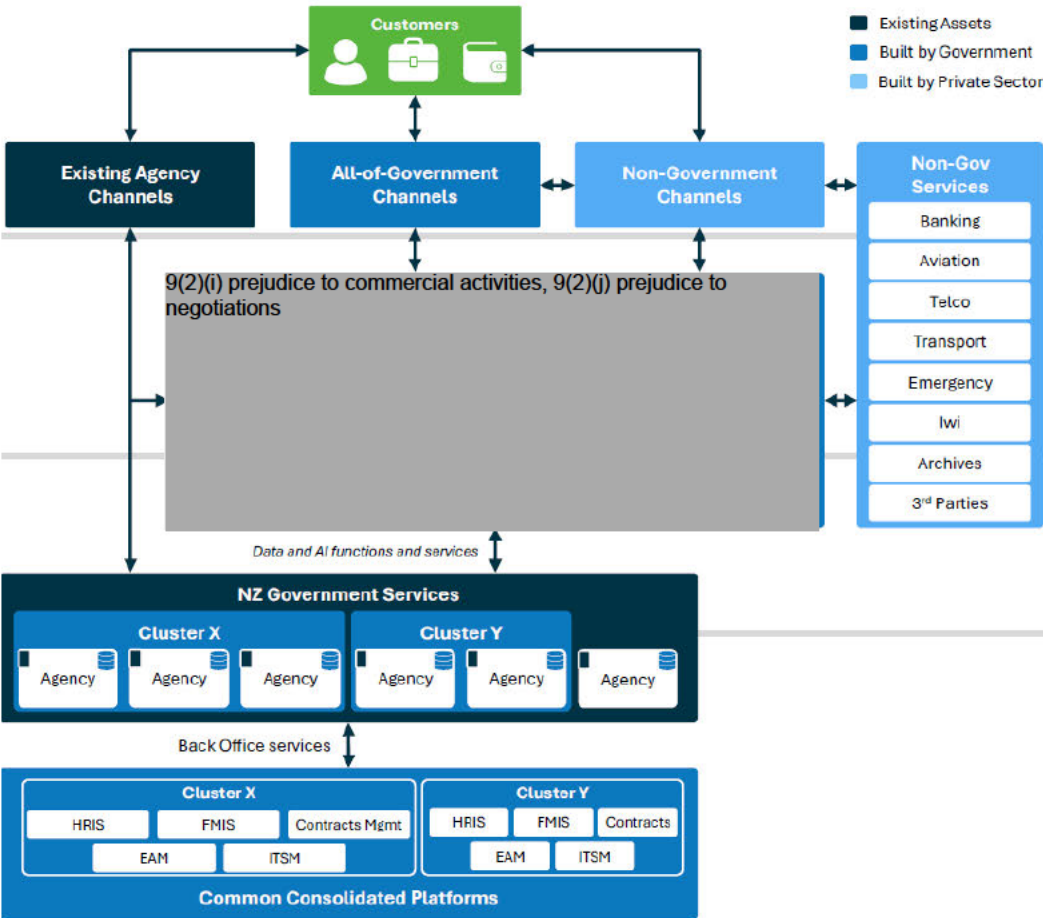 Customers
Existing Assets
Built by Government
Built by Private Sector
Existing Agency
Channels
All-of-Government
Channels
Non-Government
Channels
Non-Gov
Services
Banking
Aviation
Telco
Transport
Emergency
Iwi
Archives
3rd Parties
9(2)(i) prejudice to commercial activities, 9(2)(j) prejudice to
negotiations
Data and AI functions and services
NZ Government Services
Cluster X
Cluster Y
Agency
Agency
Agency
Agency
Agency
Agency
Back Office services
Cluster X
HRIS
FMIS
Contracts Mgmt
EAM
ITSM
Cluster Y
HRIS
FMIS
Contracts
EAM
ITSM
Common Consolidated Platforms